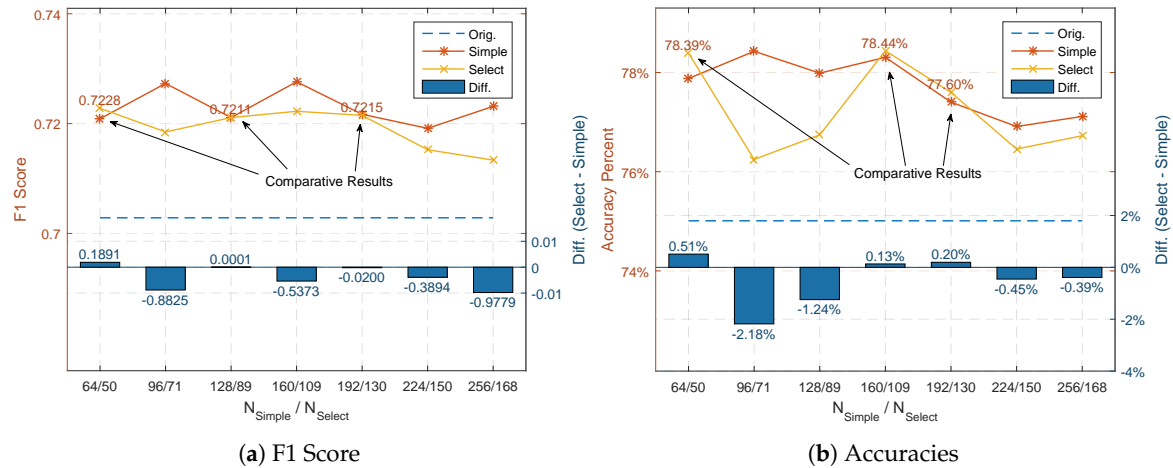 0.74
0.72
0.7
F1 Score
Orig.
Simple
Select
Diff.
0.7228
0.7211
0.7215
Comparative Results
0.01
0
-0.01
Diff. (Select - Simple)
0.1891
-0.8825
0.0001
-0.5373
-0.0200
-0.3894
-0.9779
64/50 96/71 128/89 160/109 192/130 224/150 256/168
N_Simple / N_Select
(a) F1 Score
78%
76%
74%
Accuracy Percent
Orig.
Simple
Select
Diff.
78.39%
78.44%
77.60%
Comparative Results
2%
0%
-2%
-4%
Diff. (Select - Simple)
0.51%
-2.18%
-1.24%
0.13%
0.20%
-0.45%
-0.39%
64/50 96/71 128/89 160/109 192/130 224/150 256/168
N_Simple / N_Select
(b) Accuracies